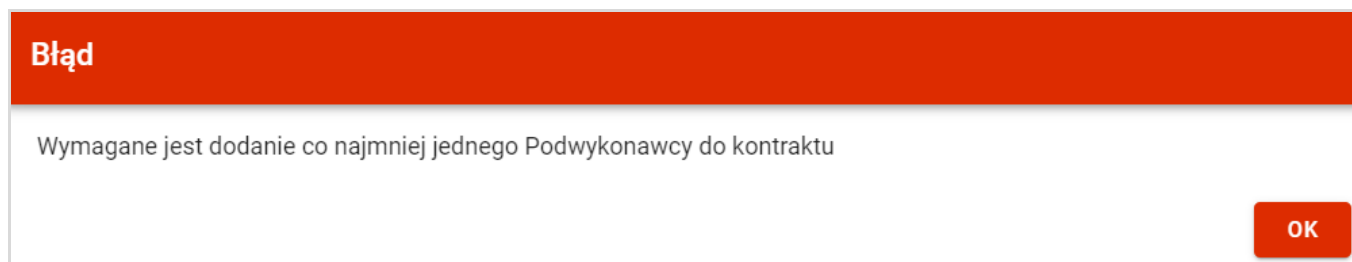 Błąd
Wymagane jest dodanie co najmniej jednego Podwykonawcy do kontraktu
OK